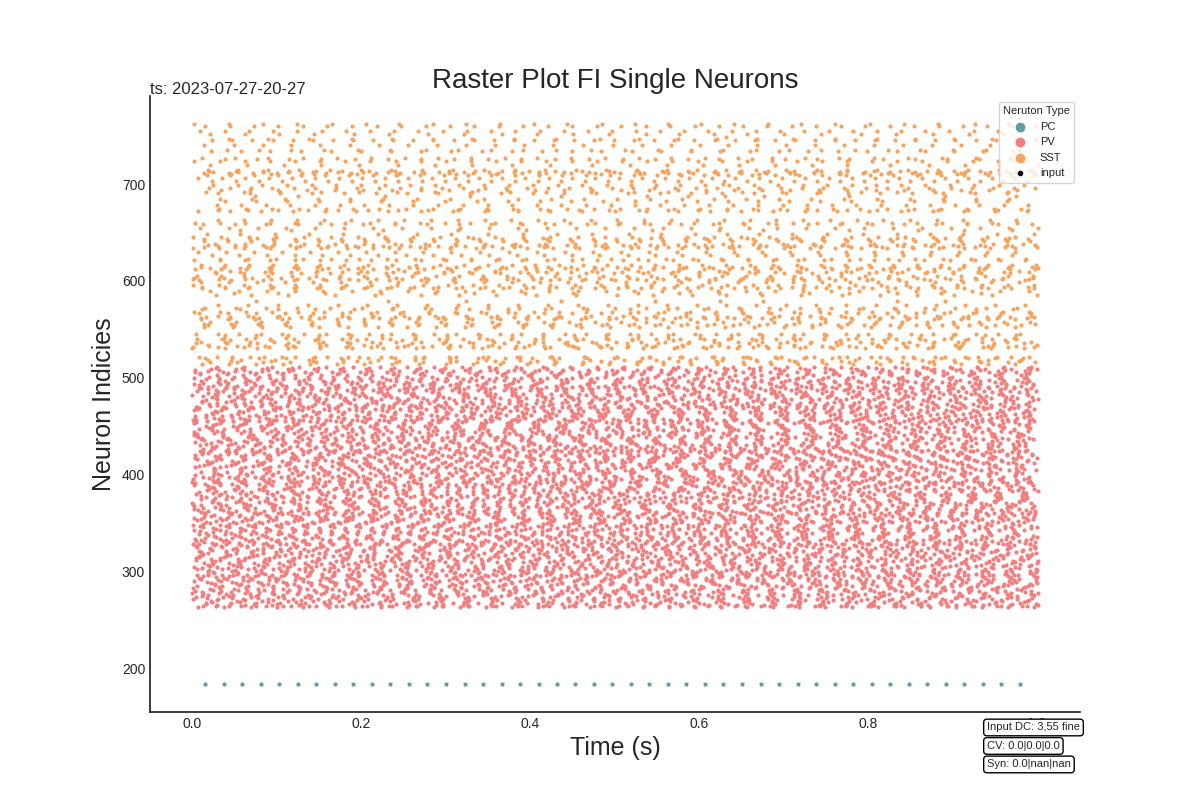 Raster Plot FI Single Neurons
ts: 2023-07-27-20-27
Neruton Type
PC
PV
SST
input
Neuron Indicies
700
600
500
400
300
200
0.0 0.2 0.4 0.6 0.8
Time (s)
Input DC: 3,55 fine
CV: 0.0|0.0|0.0
Syn: 0.0|nan|nan